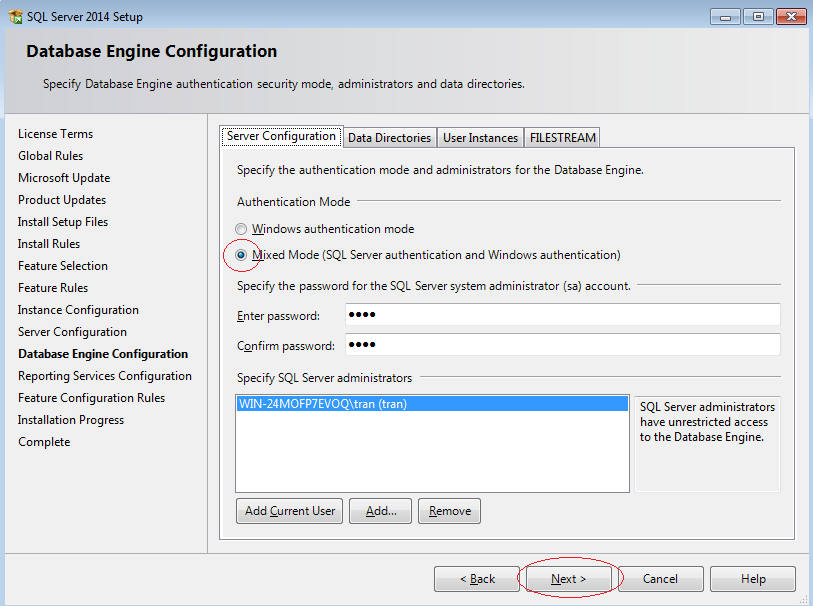 SQL Server 2014 Setup
Database Engine Configuration
Specify Database Engine authentication security mode, administrators and data directories.
License Terms
Global Rules
Microsoft Update
Product Updates
Install Setup Files
Install Rules
Feature Selection
Feature Rules
Instance Configuration
Server Configuration
Database Engine Configuration
Reporting Services Configuration
Feature Configuration Rules
Installation Progress
Complete
Server Configuration Data Directories User Instances FILESTREAM
Specify the authentication mode and administrators for the Database Engine.
Authentication Mode
Windows authentication mode
Mixed Mode (SQL Server authentication and Windows authentication)
Specify the password for the SQL Server system administrator (sa) account.
Enter password: ••••
Confirm password: ••••
Specify SQL Server administrators
WIN-24MOFP7EVOQ\tran (tran)
SQL Server administrators
have unrestricted access
to the Database Engine.
Add Current User Add... Remove
< Back Next > Cancel Help